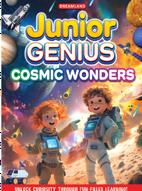 DREAMLAND
Junior
GENIUS
COSMIC WONDERS
UNLOCK CURIOSITY THROUGH FUN-FILLED LEARNING!